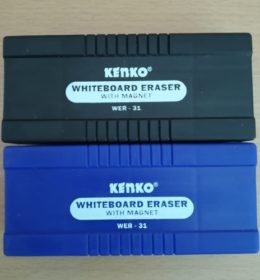 KENKO®
WHITEBOARD ERASER
WITH MAGNET
WER - 31
KENKO®
WHITEBOARD ERASER
WITH MAGNET
WER - 31